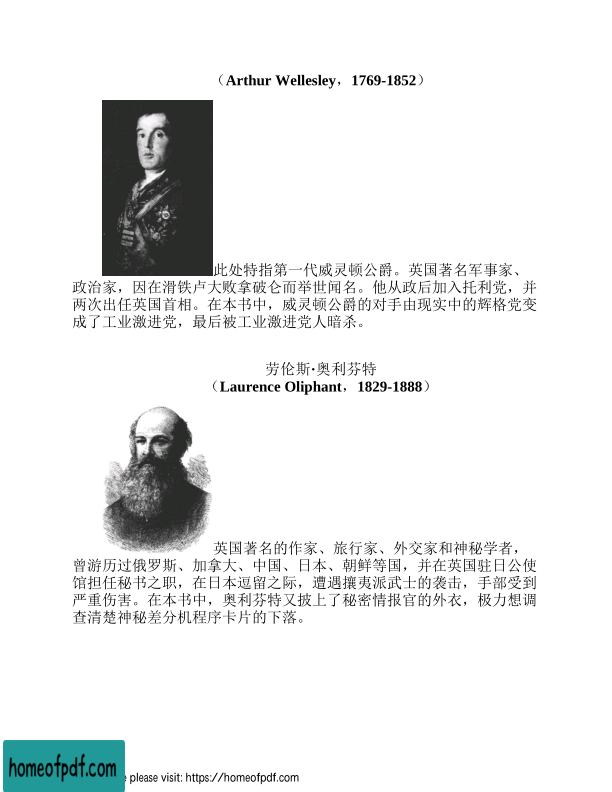 （Arthur Wellesley，1769-1852）
此处特指第一代威灵顿公爵。英国著名军事家、
政治家，因在滑铁卢大败拿破仑而举世闻名。他从政后加入托利党，并
两次出任英国首相。在本书中，威灵顿公爵的对手由现实中的辉格党变
成了工业激进党，最后被工业激进党人暗杀。
劳伦斯·奥利芬特
（Laurence Oliphant，1829-1888）
英国著名的作家、旅行家、外交家和神秘学者，
曾游历过俄罗斯、加拿大、中国、日本、朝鲜等国，并在英国驻日公使
馆担任秘书之职，在日本逗留之际，遭遇攘夷派武士的袭击，手部受到
严重伤害。在本书中，奥利芬特又披上了秘密情报官的外衣，极力想调
查清楚神秘差分机程序卡片的下落。
homeofpdf.com
e please visit: https://homeofpdf.com